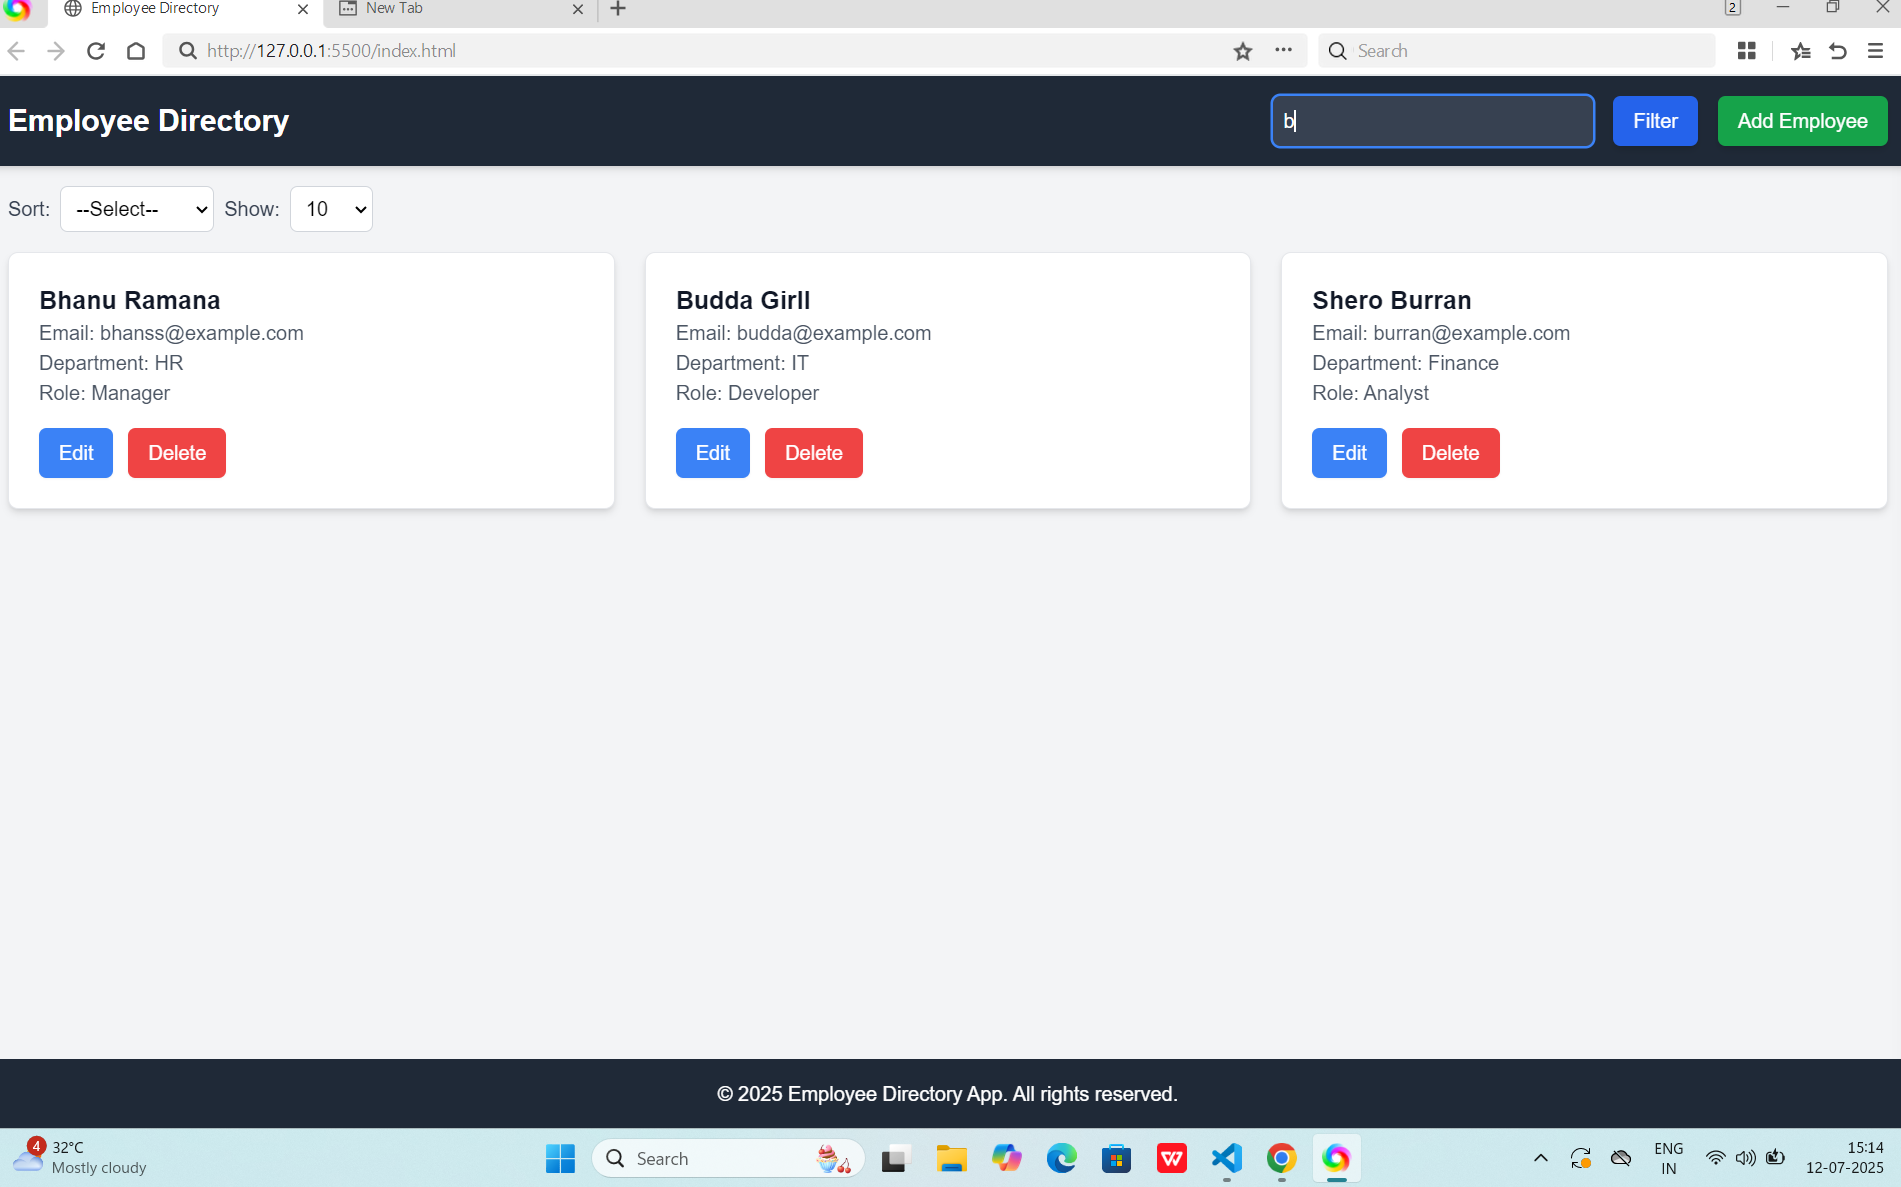 Employee Directory
New Tab
2
http://127.0.0.1:5500/index.html
Search
Employee Directory
b
Filter
Add Employee
Sort: --Select-- Show: 10
Bhanu Ramana
Email: bhanss@example.com
Department: HR
Role: Manager
Edit Delete
Budda Girll
Email: budda@example.com
Department: IT
Role: Developer
Edit Delete
Shero Burran
Email: burran@example.com
Department: Finance
Role: Analyst
Edit Delete
© 2025 Employee Directory App. All rights reserved.
4
32°C
Mostly cloudy
Search
W
ENG
IN
15:14
12-07-2025